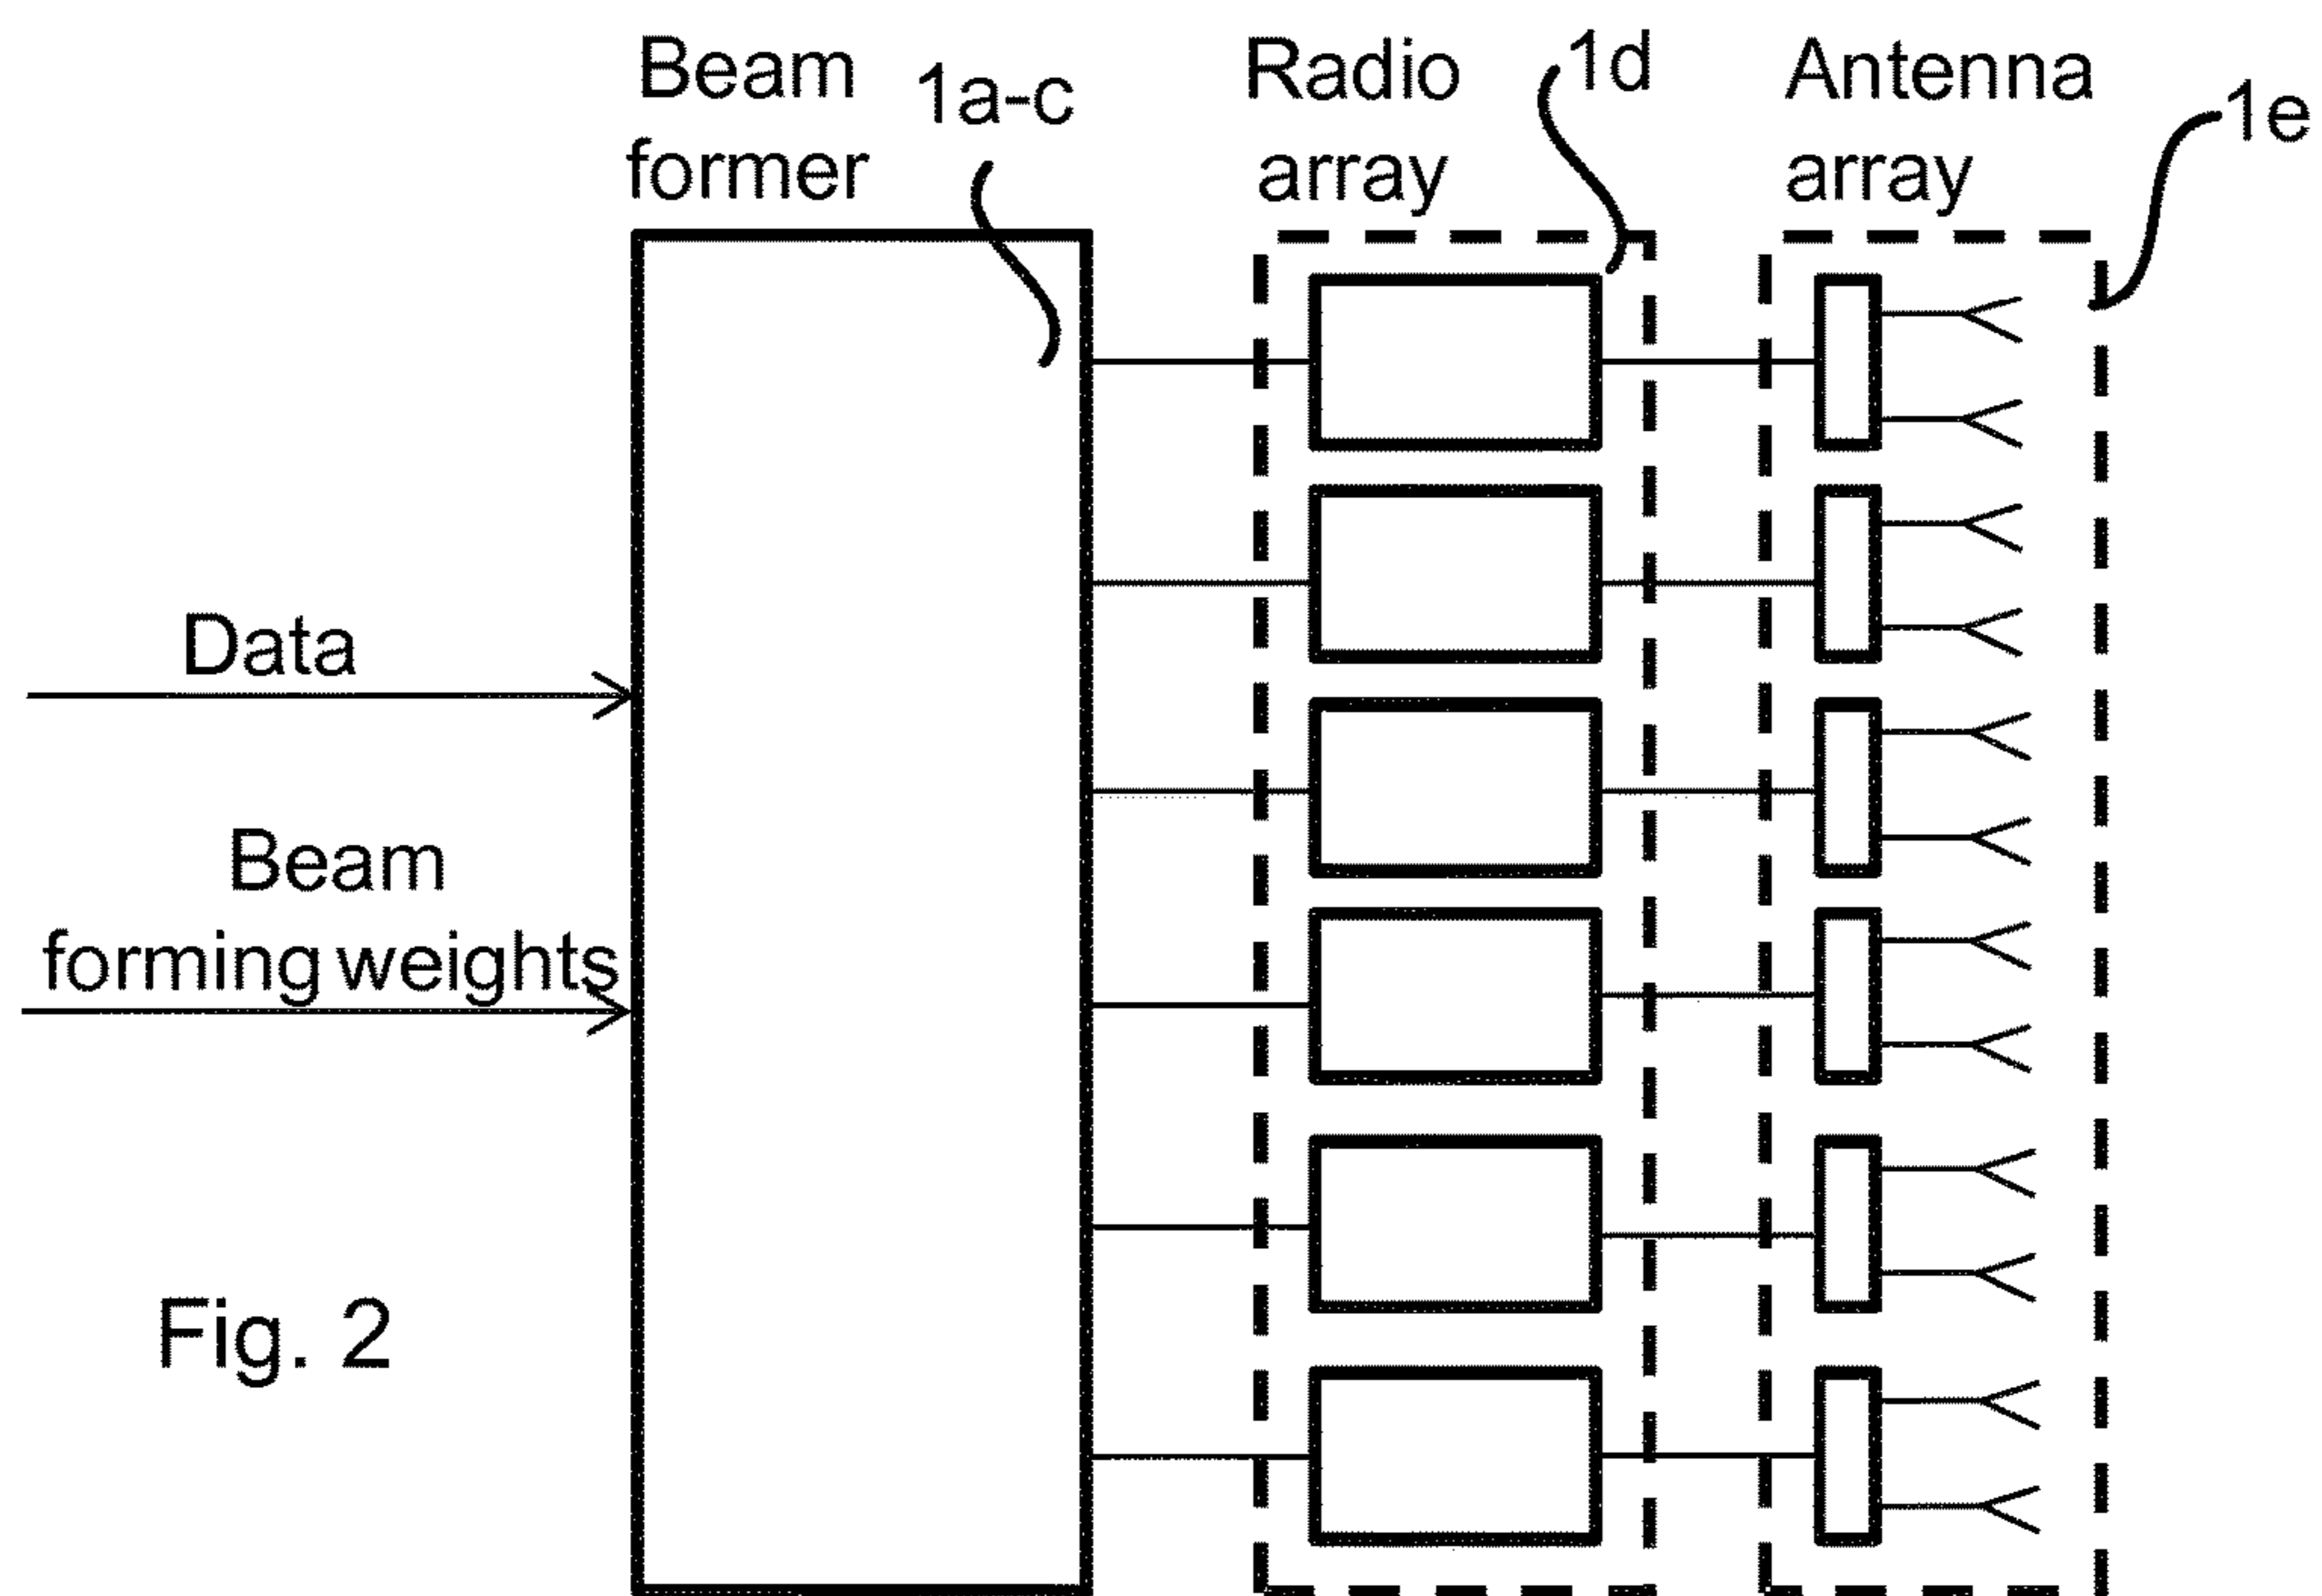 Beam
former
1a-c
Radio
array
1d
Antenna
array
1e
Data
Beam
forming weights
Fig. 2